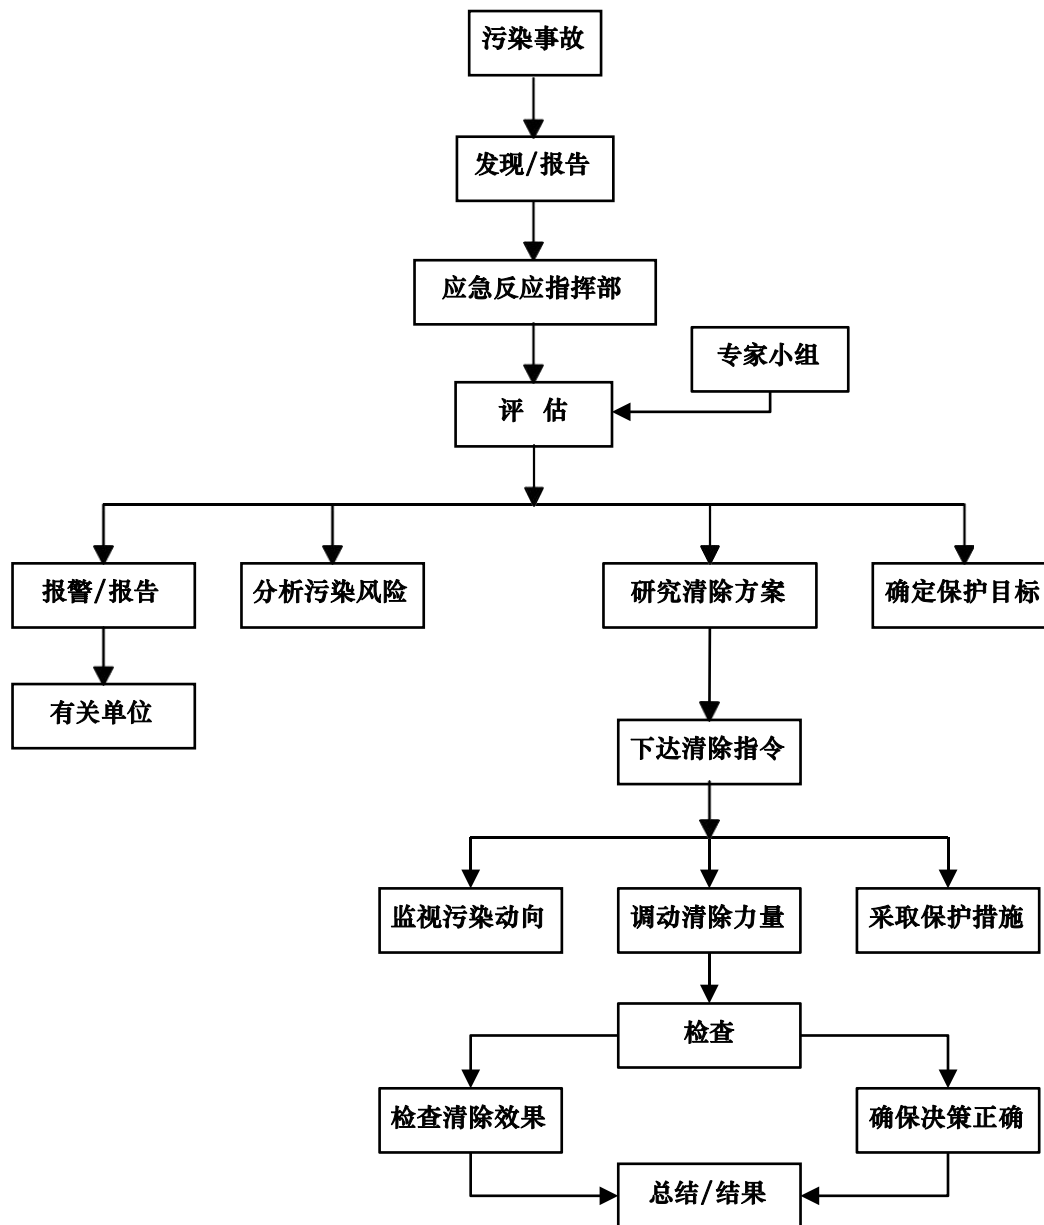 污染事故
发现/报告
应急反应指挥部
专家小组
评 估
报警/报告
分析污染风险
研究清除方案
确定保护目标
有关单位
下达清除指令
监视污染动向
调动清除力量
采取保护措施
检查
检查清除效果
确保决策正确
总结/结果